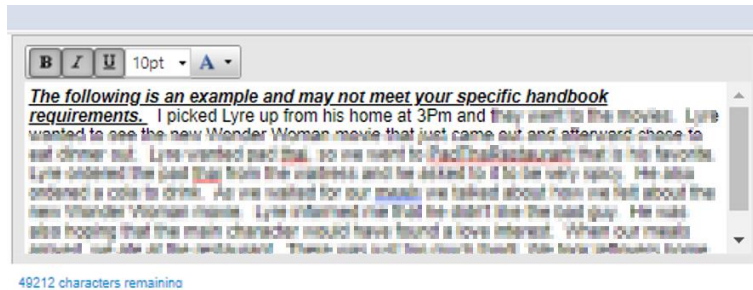 B I U 10pt A
The following is an example and may not meet your specific handbook
requirements. I picked Lyre up from his home at 3Pm and they went to the movies. Lyre
wanted to see the new Wonder Woman movie that just came out and afterward chose to
eat dinner out. Lyre wanted pad thai, so we went to that is his favorite.
Lyre ordered the pad thai from the waitress and he asked to it to be very spicy. He also
ordered a coke to drink. As we waited for our meals we talked about how we felt about the
new Wonder Woman movie. Lyre informed me that he didn't like the bad guy. He was
also hoping that the main character would have found a love interest. When our meals
49212 characters remaining